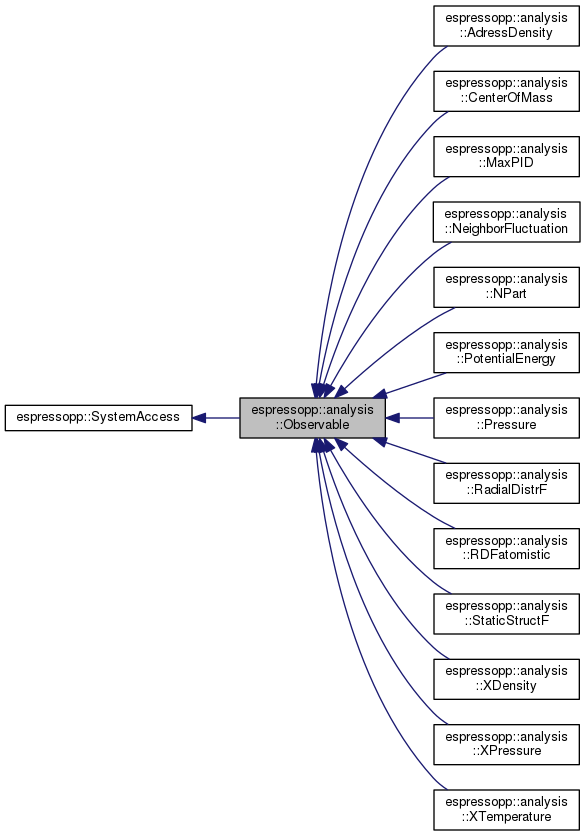 espressopp::analysis
::AdressDensity
espressopp::analysis
::CenterOfMass
espressopp::analysis
::MaxPID
espressopp::analysis
::NeighborFluctuation
espressopp::analysis
::NPart
espressopp::analysis
::PotentialEnergy
espressopp::SystemAccess
espressopp::analysis
::Observable
espressopp::analysis
::Pressure
espressopp::analysis
::RadialDistrF
espressopp::analysis
::RDFatomistic
espressopp::analysis
::StaticStructF
espressopp::analysis
::XDensity
espressopp::analysis
::XPressure
espressopp::analysis
::XTemperature